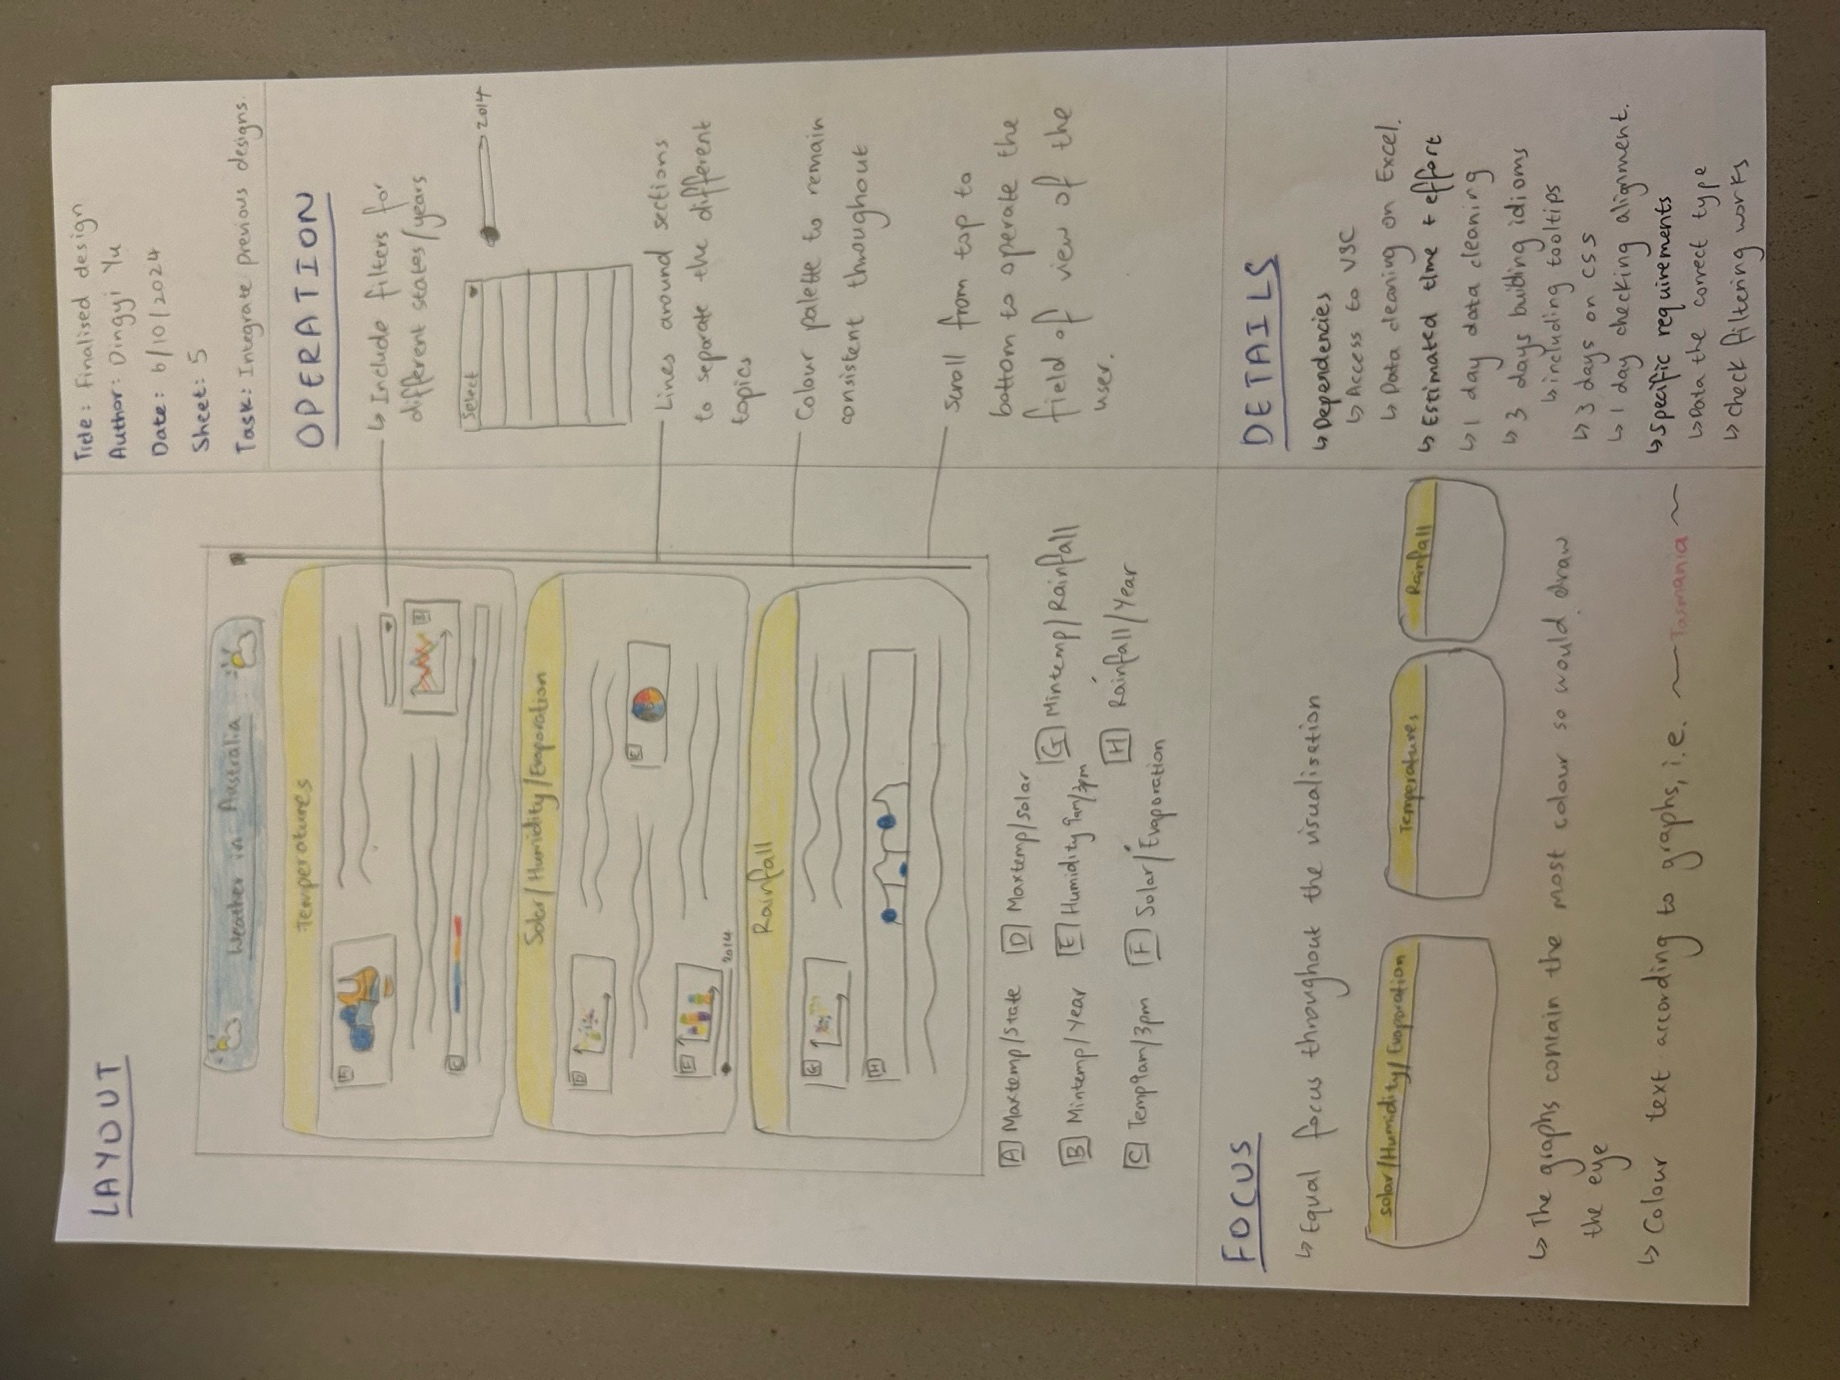 LAYOUT
Weather in Australia
Temperatures
A
B
C
Solar/Humidity/Evaporation
D
E
F
2014
Rainfall
G
H
A Maxtemp/State
B Mintemp/Year
C Temp9am/3pm
D Maxtemp/solar
E Humidity9am/3pm
F Solar/Evaporation
G Mintemp/Rainfall
H Rainfall/Year
Title: Finalised design
Author: Dingyi Yu
Date: 6/10/2024
Sheet: 5
Task: Integrate previous designs.
OPERATION
↳ Include filters for
different states/years
Select
2014
Lines around sections
to separate the different
topics
Colour palette to remain
consistent throughout
Scroll from top to
bottom to operate the
field of view of the
user.
FOCUS
↳ Equal focus throughout the visualisation
Solar/Humidity/Evaporation
Temperatures
Rainfall
↳ The graphs contain the most colour so would draw
the eye
↳ Colour text according to graphs, i.e. ~Tasmania~
DETAILS
↳ Dependencies
↳ Access to VSC
↳ Data cleaning on Excel.
↳ Estimated time + effort
↳ 1 day data cleaning
↳ 3 days building idioms
↳ including tooltips
↳ 3 days on CSS
↳ 1 day checking alignment.
↳ Specific requirements
↳ Data the correct type
↳ check filtering works